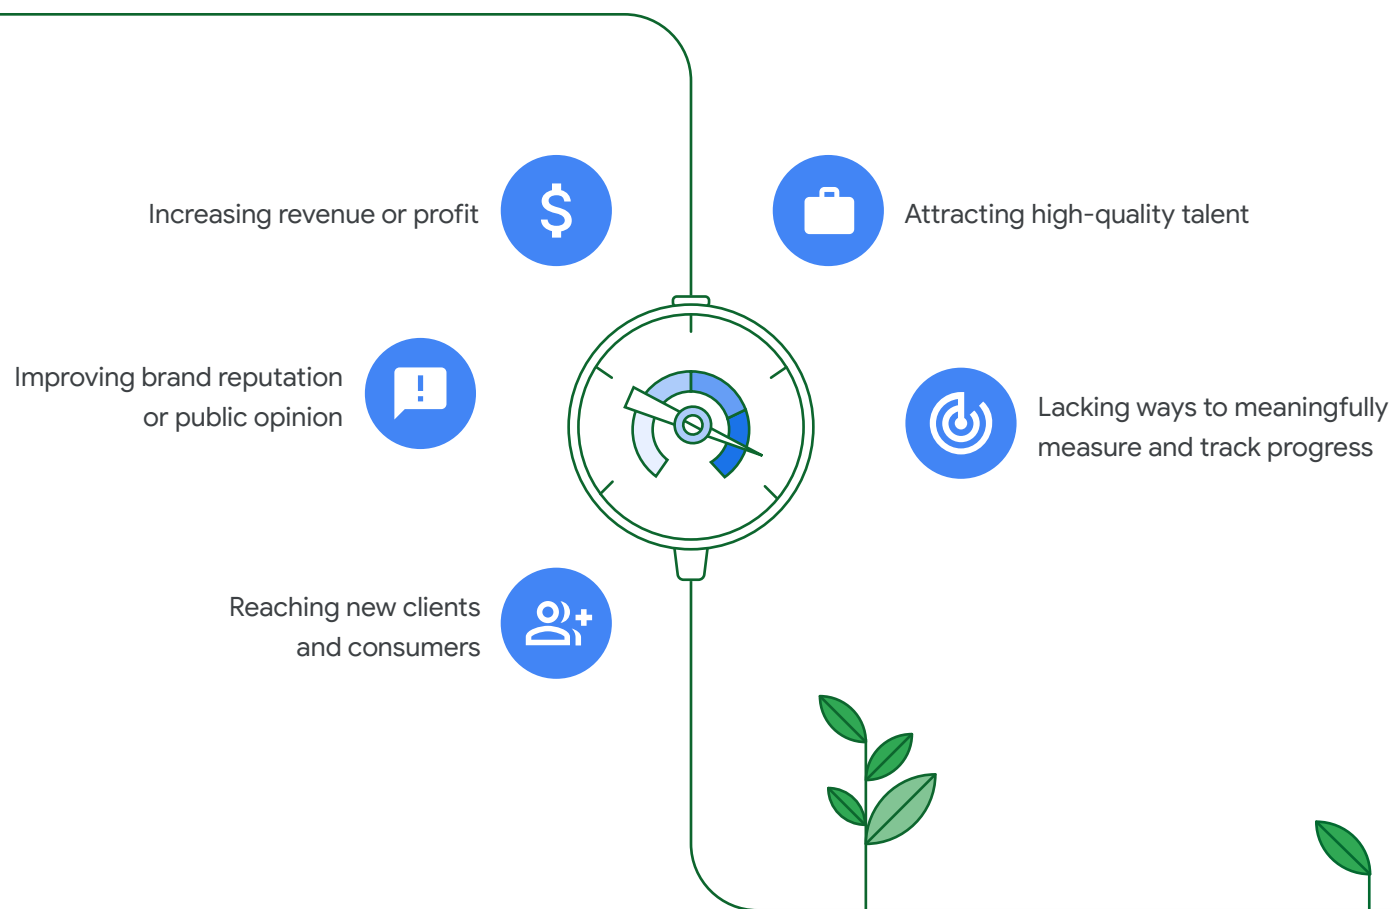 Increasing revenue or profit
Attracting high-quality talent
Improving brand reputation
or public opinion
Lacking ways to meaningfully
measure and track progress
Reaching new clients
and consumers